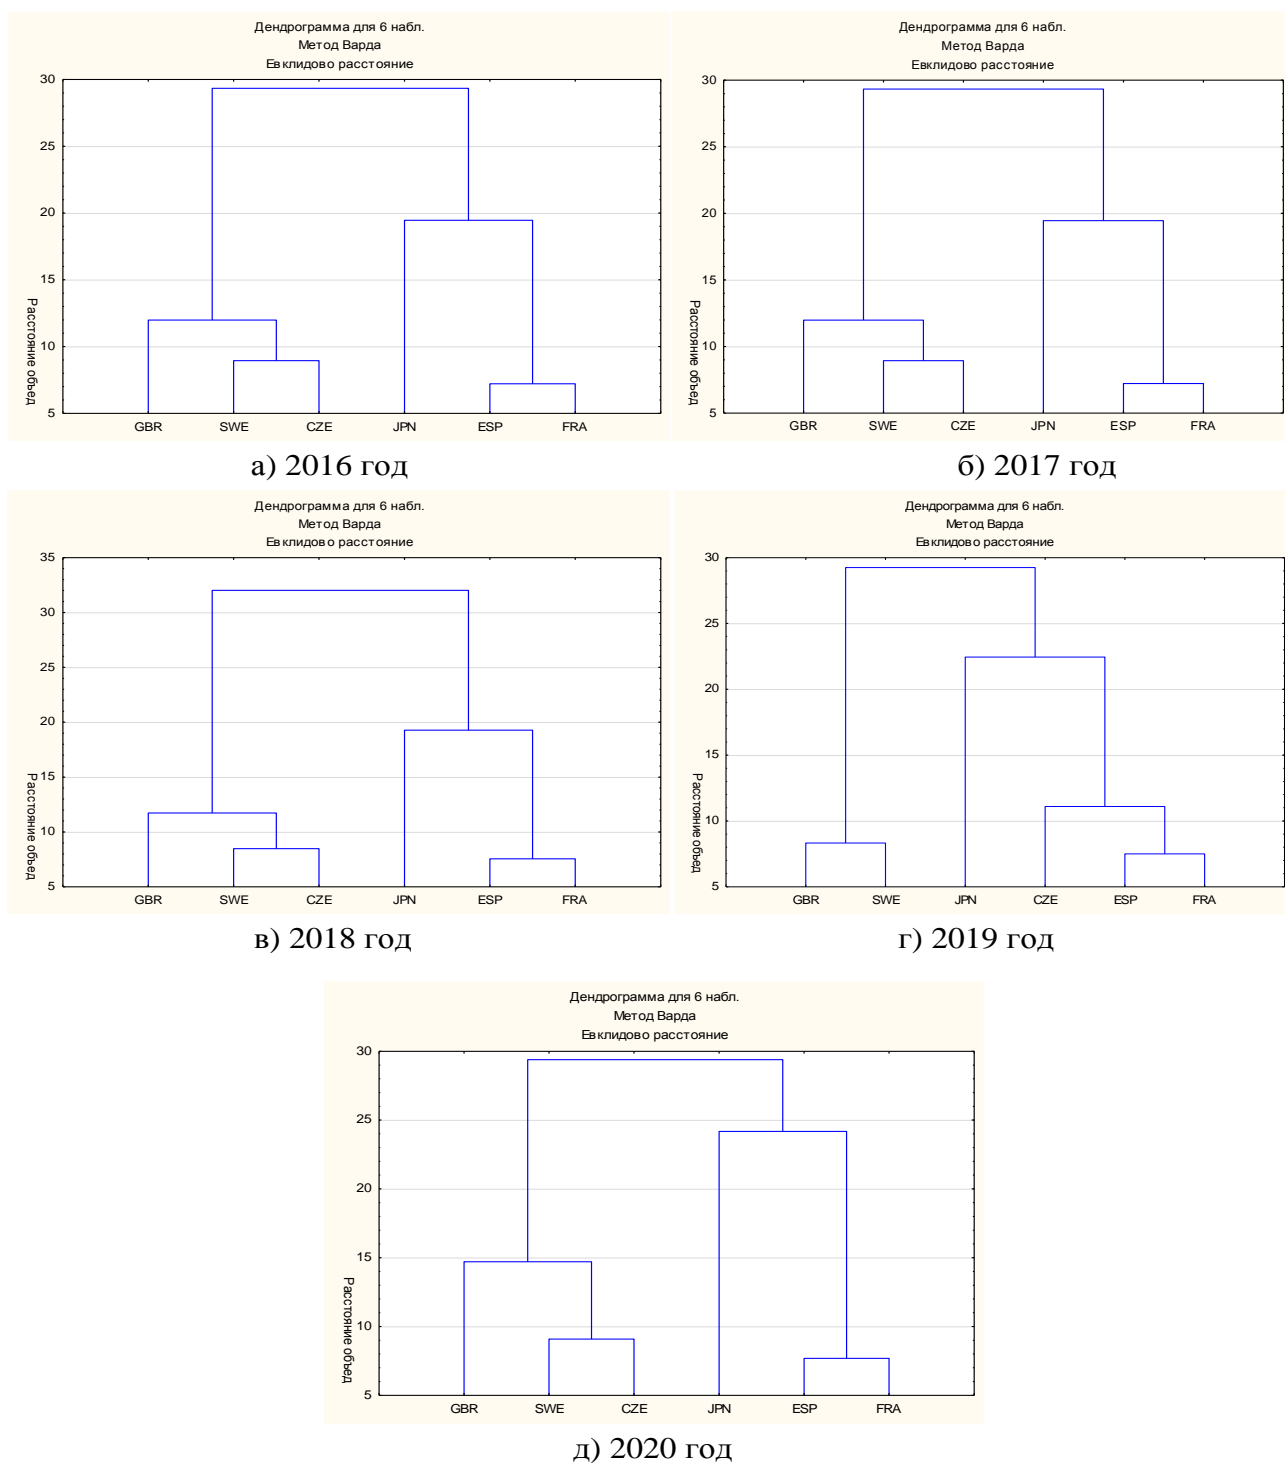 Дендрограмма для 6 набл.
Метод Варда
Евклидово расстояние
30
25
20
15
10
5
Расстояние объед
GBR SWE CZE JPN ESP FRA
а) 2016 год
Дендрограмма для 6 набл.
Метод Варда
Евклидово расстояние
30
25
20
15
10
5
Расстояние объед
GBR SWE CZE JPN ESP FRA
б) 2017 год
Дендрограмма для 6 набл.
Метод Варда
Евклидово расстояние
35
30
25
20
15
10
5
Расстояние объед
GBR SWE CZE JPN ESP FRA
в) 2018 год
Дендрограмма для 6 набл.
Метод Варда
Евклидово расстояние
30
25
20
15
10
5
Расстояние объед
GBR SWE JPN CZE ESP FRA
г) 2019 год
Дендрограмма для 6 набл.
Метод Варда
Евклидово расстояние
30
25
20
15
10
5
Расстояние объед
GBR SWE CZE JPN ESP FRA
д) 2020 год